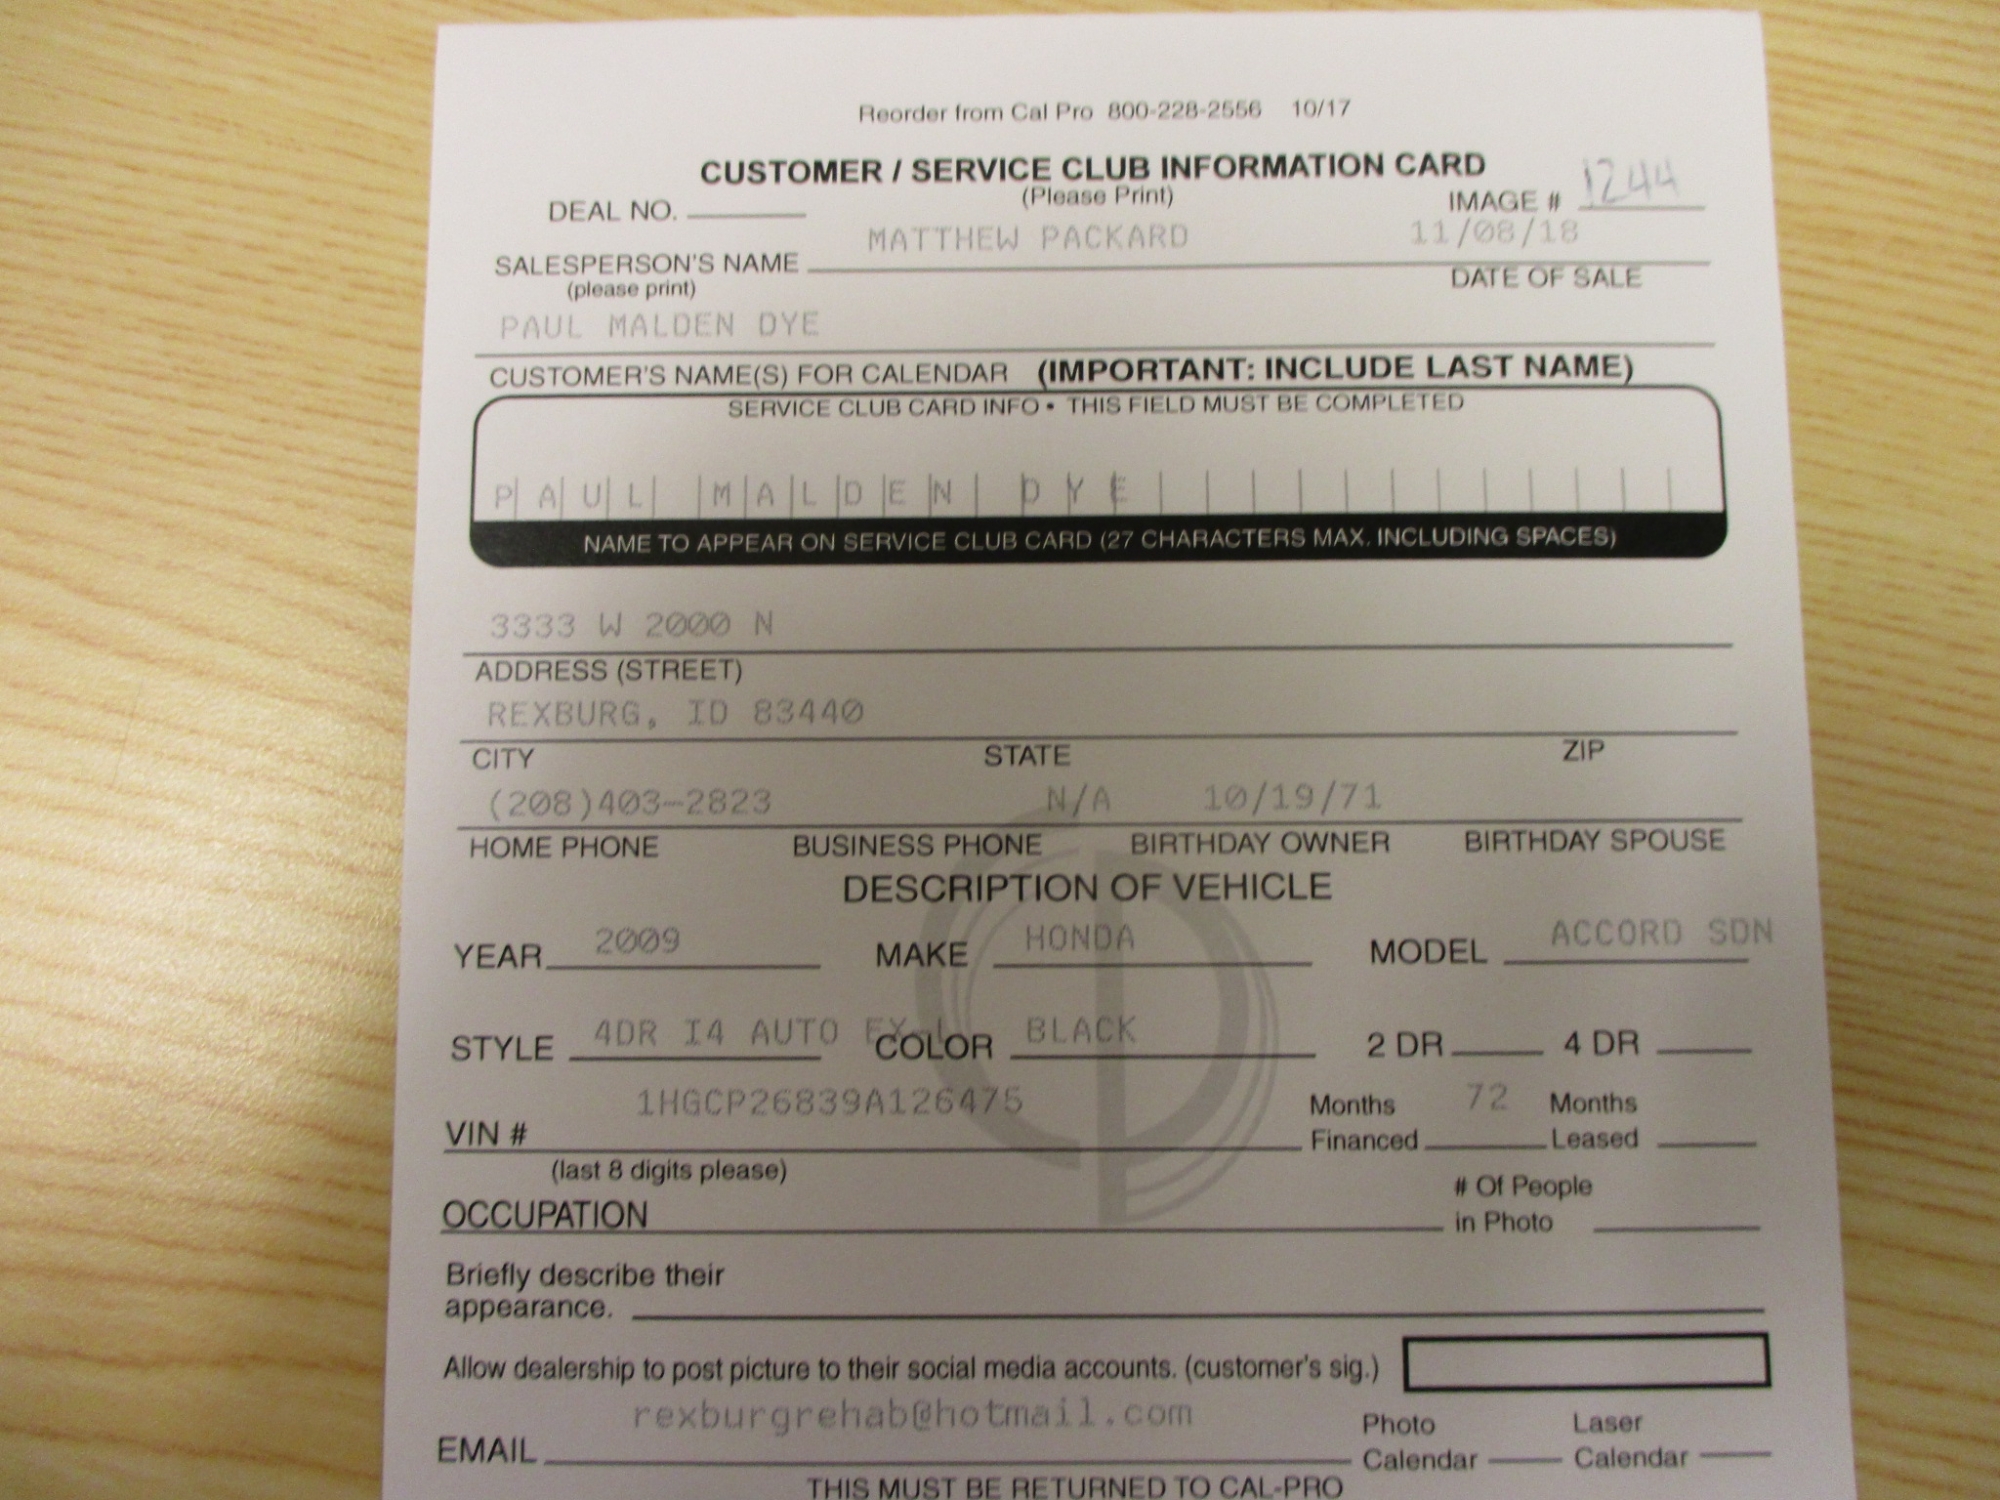 Reorder from Cal Pro 800-228-2556 10/17
CUSTOMER / SERVICE CLUB INFORMATION CARD
(Please Print)
DEAL NO. IMAGE # 1244
MATTHEW PACKARD 11/08/18
SALESPERSON'S NAME DATE OF SALE
(please print)
PAUL MALDEN DYE
CUSTOMER'S NAME(S) FOR CALENDAR (IMPORTANT: INCLUDE LAST NAME)
SERVICE CLUB CARD INFO • THIS FIELD MUST BE COMPLETED
PAUL MALDEN DYE
NAME TO APPEAR ON SERVICE CLUB CARD (27 CHARACTERS MAX. INCLUDING SPACES)
3333 W 2000 N
ADDRESS (STREET)
REXBURG, ID 83440
CITY STATE ZIP
(208)403-2823 N/A 10/19/71
HOME PHONE BUSINESS PHONE BIRTHDAY OWNER BIRTHDAY SPOUSE
DESCRIPTION OF VEHICLE
YEAR 2009 MAKE HONDA MODEL ACCORD SDN
STYLE 4DR I4 AUTO EX-L COLOR BLACK 2 DR 4 DR
VIN # 1HGCP26839A126475 Months Financed 72 Months Leased
(last 8 digits please)
OCCUPATION # Of People in Photo
Briefly describe their
appearance.
Allow dealership to post picture to their social media accounts. (customer's sig.)
EMAIL rexburgrehab@hotmail.com Photo Calendar Laser Calendar
THIS MUST BE RETURNED TO CAL-PRO